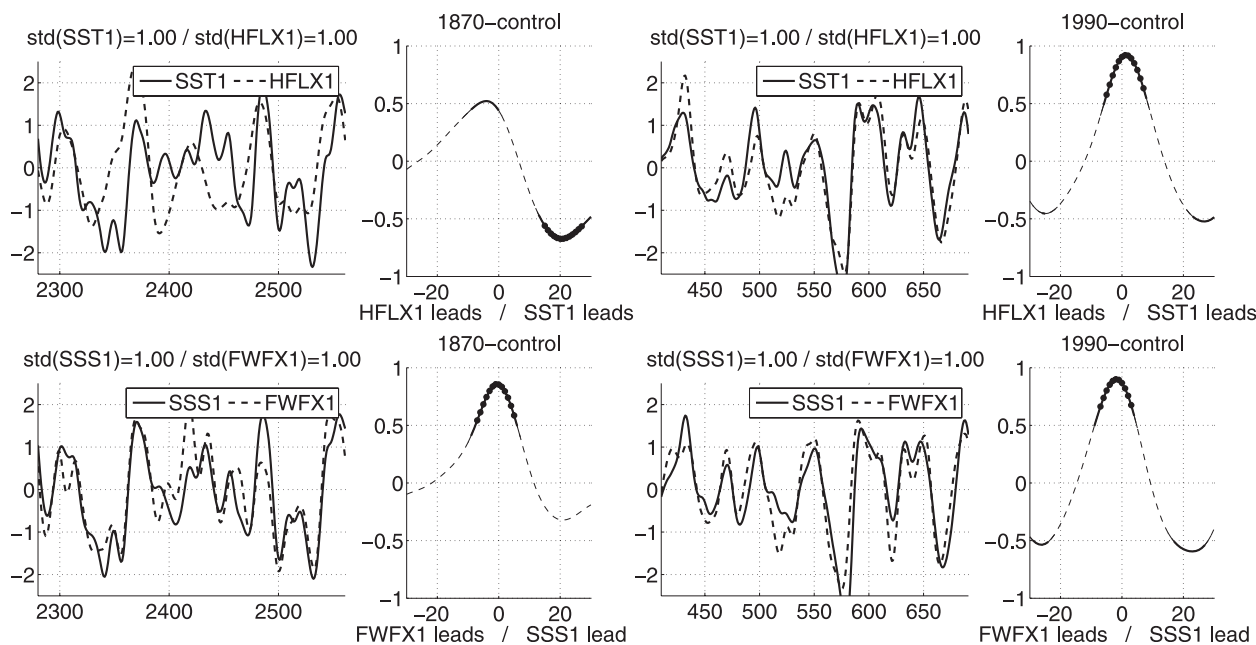 std(SST1)=1.00 / std(HFLX1)=1.00
SST1 HFLX1
2
1
0
−1
−2
2300 2400 2500
1870−control
1
0.5
0
−0.5
−1
−20 0 20
HFLX1 leads / SST1 leads
std(SST1)=1.00 / std(HFLX1)=1.00
SST1 HFLX1
2
1
0
−1
−2
450 500 550 600 650
1990−control
1
0.5
0
−0.5
−1
−20 0 20
HFLX1 leads / SST1 leads
std(SSS1)=1.00 / std(FWFX1)=1.00
SSS1 FWFX1
2
1
0
−1
−2
2300 2400 2500
1870−control
1
0.5
0
−0.5
−1
−20 0 20
FWFX1 leads / SSS1 lead
std(SSS1)=1.00 / std(FWFX1)=1.00
SSS1 FWFX1
2
1
0
−1
−2
450 500 550 600 650
1990−control
1
0.5
0
−0.5
−1
−20 0 20
FWFX1 leads / SSS1 lead